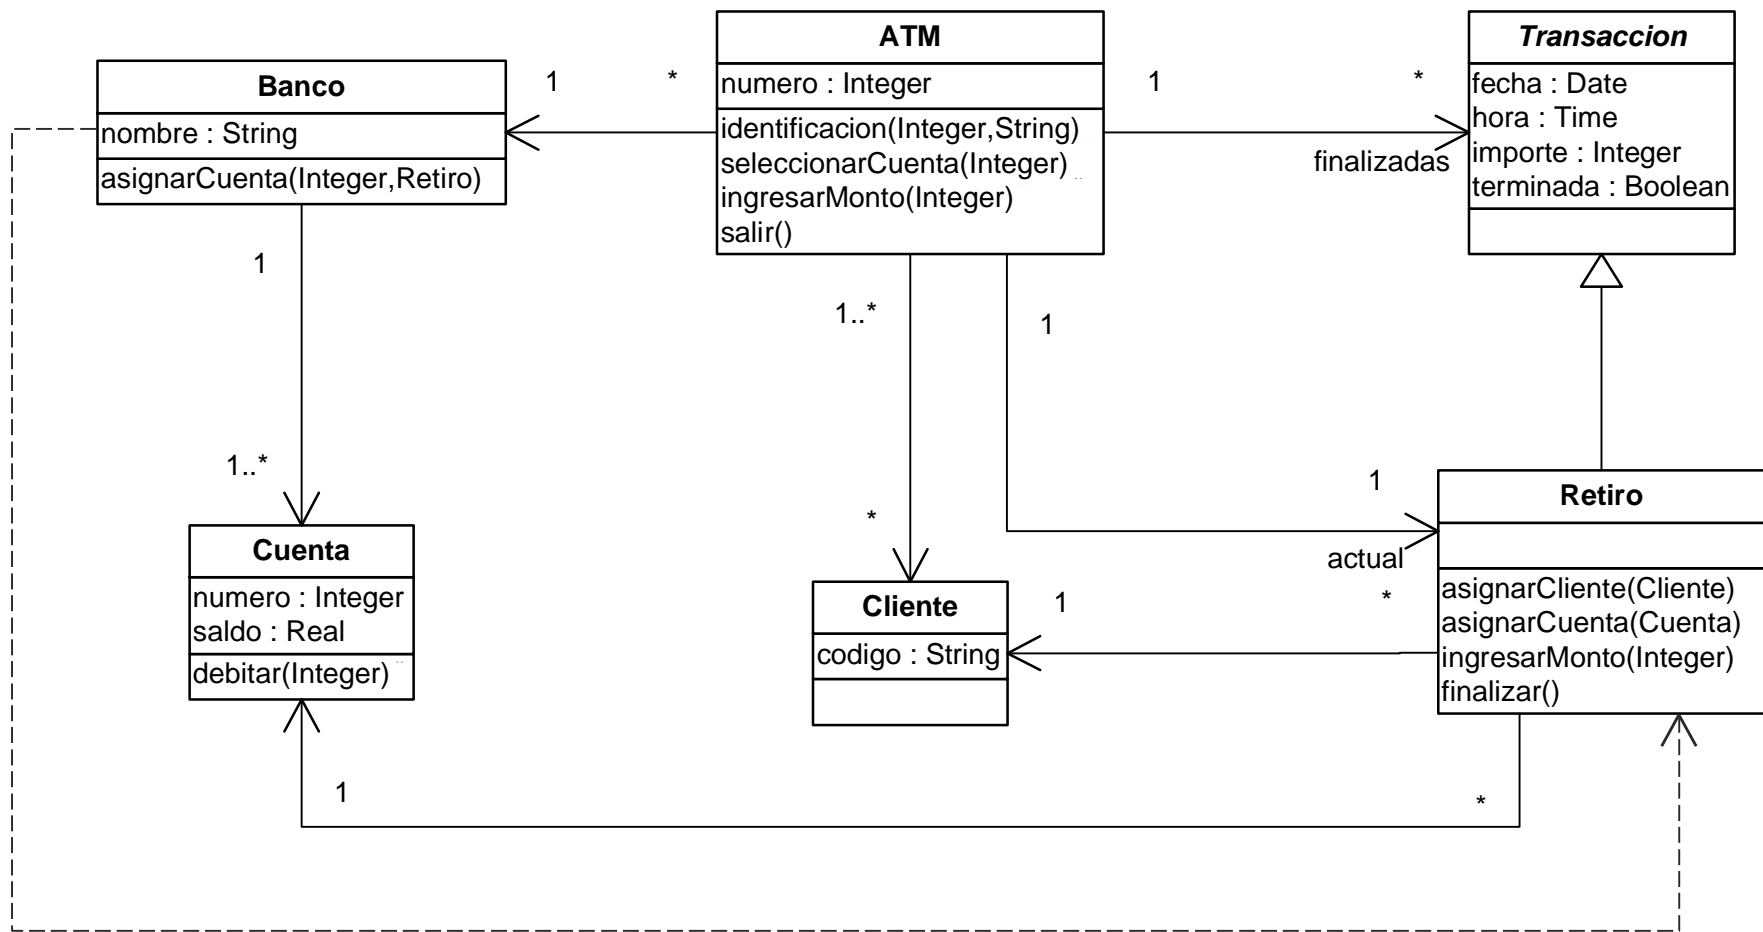 ATM
numero : Integer
identificacion(Integer,String)
seleccionarCuenta(Integer)
ingresarMonto(Integer)
salir()
Transaccion
fecha : Date
hora : Time
importe : Integer
terminada : Boolean
Banco
nombre : String
asignarCuenta(Integer,Retiro)
1
*
1
*
finalizadas
1
1..*
1
1..*
*
1
actual
Retiro
asignarCliente(Cliente)
asignarCuenta(Cuenta)
ingresarMonto(Integer)
finalizar()
Cuenta
numero : Integer
saldo : Real
debitar(Integer)
Cliente
codigo : String
1
*
1
*